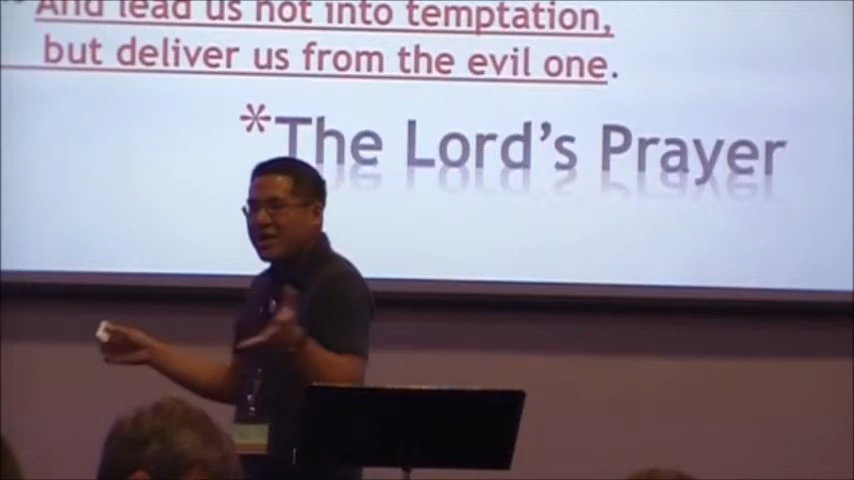 And lead us not into temptation,
but deliver us from the evil one.
*The Lord's Prayer